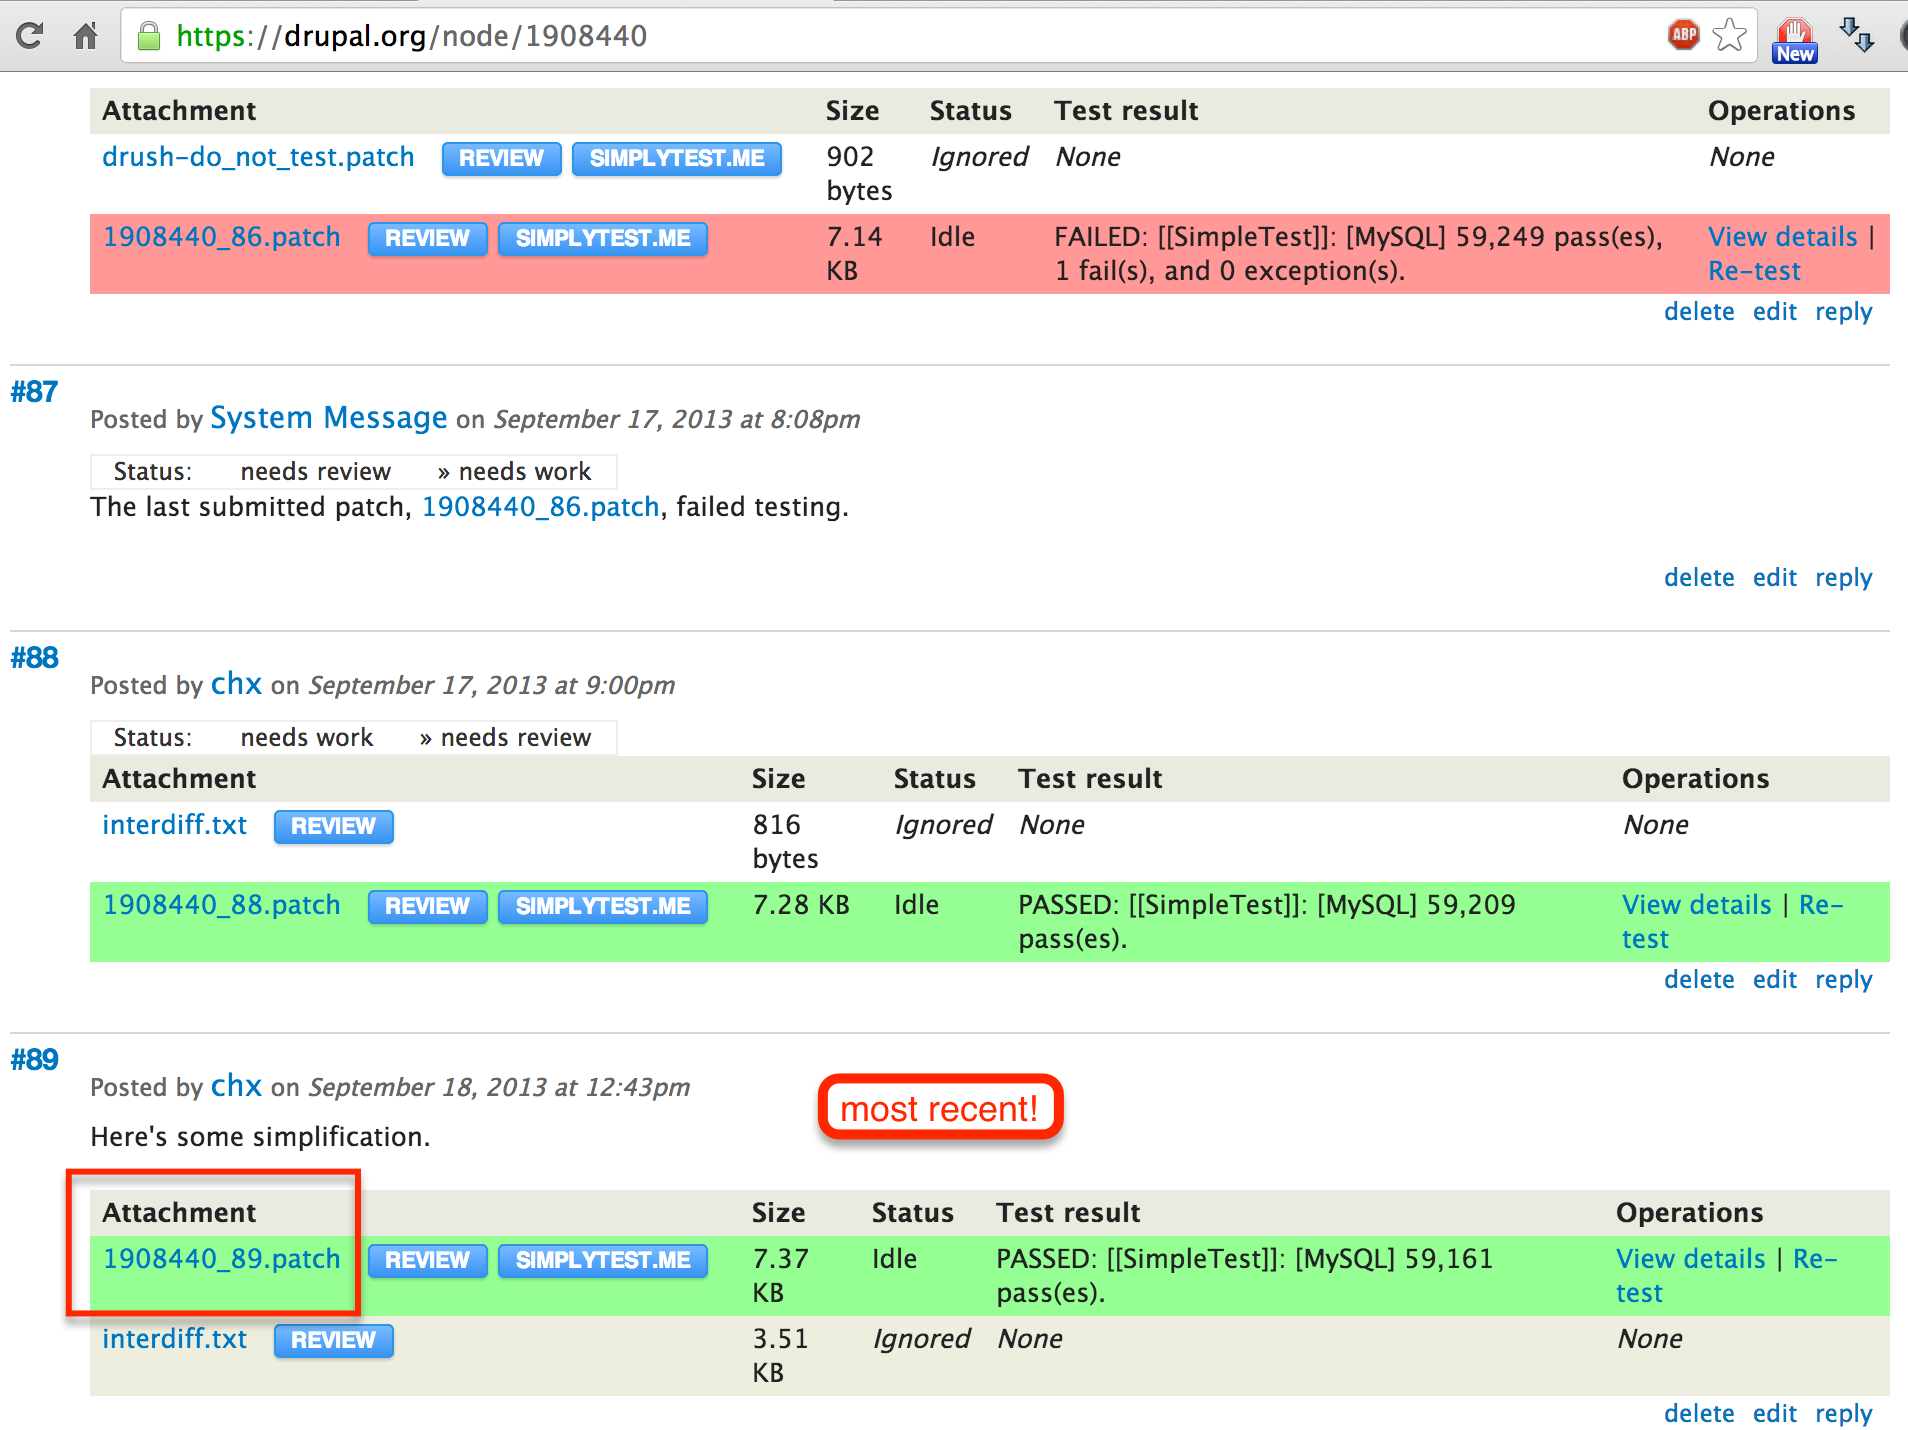 https://drupal.org/node/1908440 ABP New
Attachment Size Status Test result Operations
drush-do_not_test.patch REVIEW SIMPLYTEST.ME 902 Ignored None None
bytes
1908440_86.patch REVIEW SIMPLYTEST.ME 7.14 Idle FAILED: [[SimpleTest]]: [MySQL] 59,249 pass(es), View details |
KB 1 fail(s), and 0 exception(s). Re-test
delete edit reply
#87
Posted by System Message on September 17, 2013 at 8:08pm
Status: needs review » needs work
The last submitted patch, 1908440_86.patch, failed testing.
delete edit reply
#88
Posted by chx on September 17, 2013 at 9:00pm
Status: needs work » needs review
Attachment Size Status Test result Operations
interdiff.txt REVIEW 816 Ignored None None
bytes
1908440_88.patch REVIEW SIMPLYTEST.ME 7.28 KB Idle PASSED: [[SimpleTest]]: [MySQL] 59,209 View details | Re-
pass(es). test
delete edit reply
#89
Posted by chx on September 18, 2013 at 12:43pm
most recent!
Here's some simplification.
Attachment Size Status Test result Operations
1908440_89.patch REVIEW SIMPLYTEST.ME 7.37 Idle PASSED: [[SimpleTest]]: [MySQL] 59,161 View details | Re-
KB pass(es). test
interdiff.txt REVIEW 3.51 Ignored None None
KB
delete edit reply